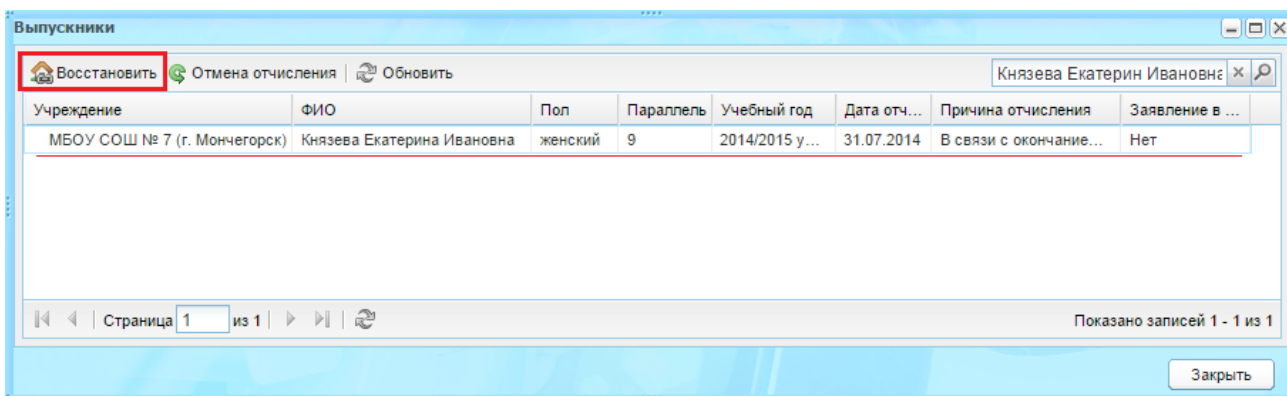 Выпускники
Восстановить Отмена отчисления Обновить Князева Екатерин Ивановна
Учреждение ФИО Пол Параллель Учебный год Дата отч... Причина отчисления Заявление в ...
МБОУ СОШ № 7 (г. Мончегорск) Князева Екатерина Ивановна женский 9 2014/2015 у... 31.07.2014 В связи с окончание... Нет
Страница 1 из 1 Показано записей 1 - 1 из 1
Закрыть